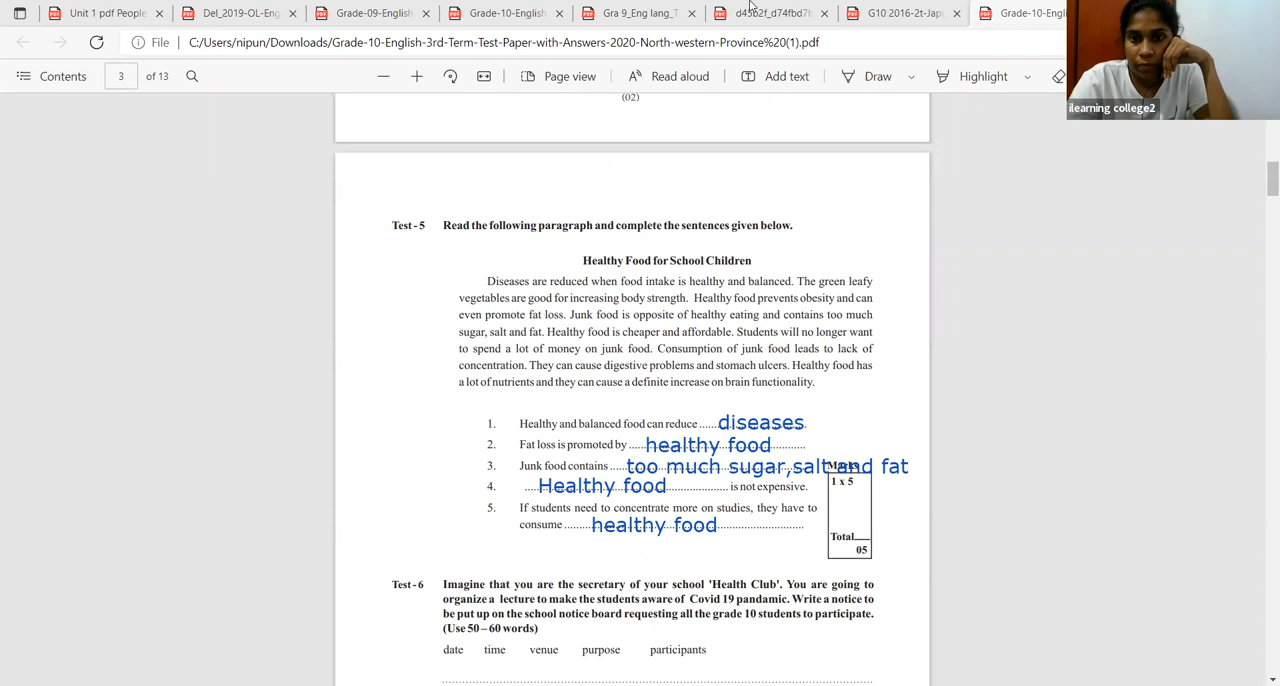 Unit 1 pdf People
Del_2019-OL-Eng
Grade-09-English
Grade-10-English
Gra 9_Eng lang_T
d4562f_d74fbd7b
G10 2016-2t-Japu
Grade-10-Engl
File C:/Users/nipun/Downloads/Grade-10-English-3rd-Term-Test-Paper-with-Answers-2020-North-western-Province%20(1).pdf
Contents 3 of 13 Page view Read aloud Add text Draw Highlight
ilearning college2
(02)
Test - 5 Read the following paragraph and complete the sentences given below.
Healthy Food for School Children
Diseases are reduced when food intake is healthy and balanced. The green leafy
vegetables are good for increasing body strength. Healthy food prevents obesity and can
even promote fat loss. Junk food is opposite of healthy eating and contains too much
sugar, salt and fat. Healthy food is cheaper and affordable. Students will no longer want
to spend a lot of money on junk food. Consumption of junk food leads to lack of
concentration. They can cause digestive problems and stomach ulcers. Healthy food has
a lot of nutrients and they can cause a definite increase on brain functionality.
1. Healthy and balanced food can reduce ..... diseases
2. Fat loss is promoted by .... healthy food ..........
3. Junk food contains .... too much sugar,salt and fat
Marks
4. ....Healthy food.................. is not expensive.
1 x 5
5. If students need to concentrate more on studies, they have to
consume ........healthy food........................
Total
05
Test - 6 Imagine that you are the secretary of your school 'Health Club'. You are going to
organize a lecture to make the students aware of Covid 19 pandemic. Write a notice to
be put up on the school notice board requesting all the grade 10 students to participate.
(Use 50 – 60 words)
date time venue purpose participants